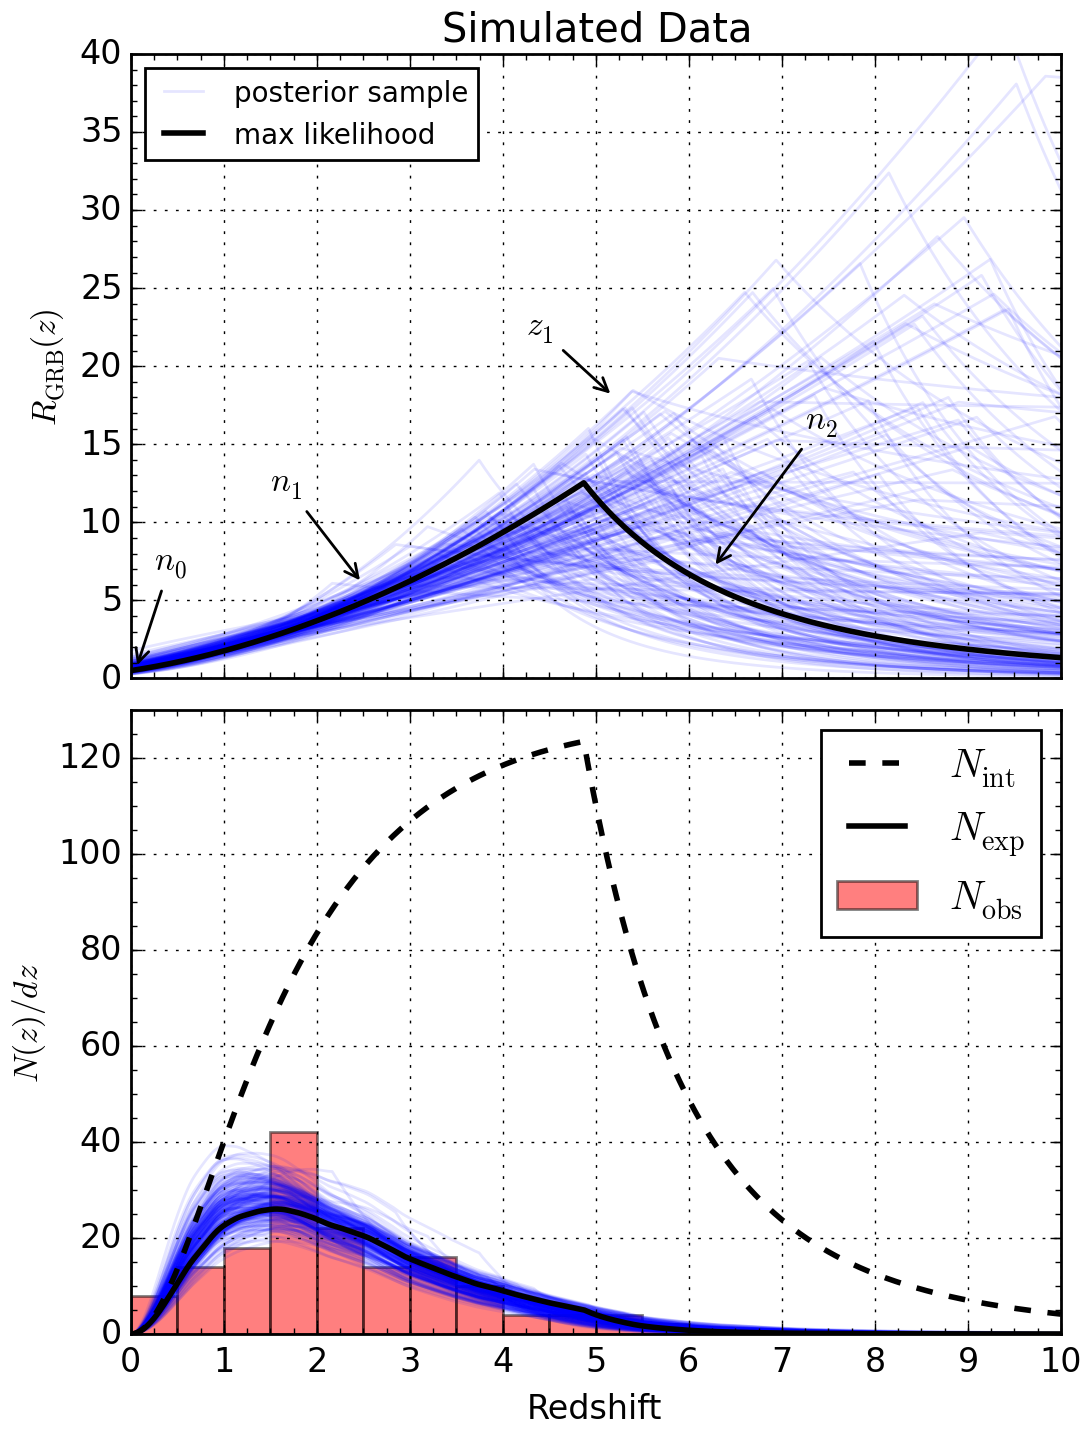 Simulated Data
40
35
30
25
20
15
10
5
0
R_GRB(z)
posterior sample
max likelihood
n_0
n_1
z_1
n_2
120
100
80
60
40
20
0
N(z)/dz
N_int
N_exp
N_obs
0 1 2 3 4 5 6 7 8 9 10
Redshift